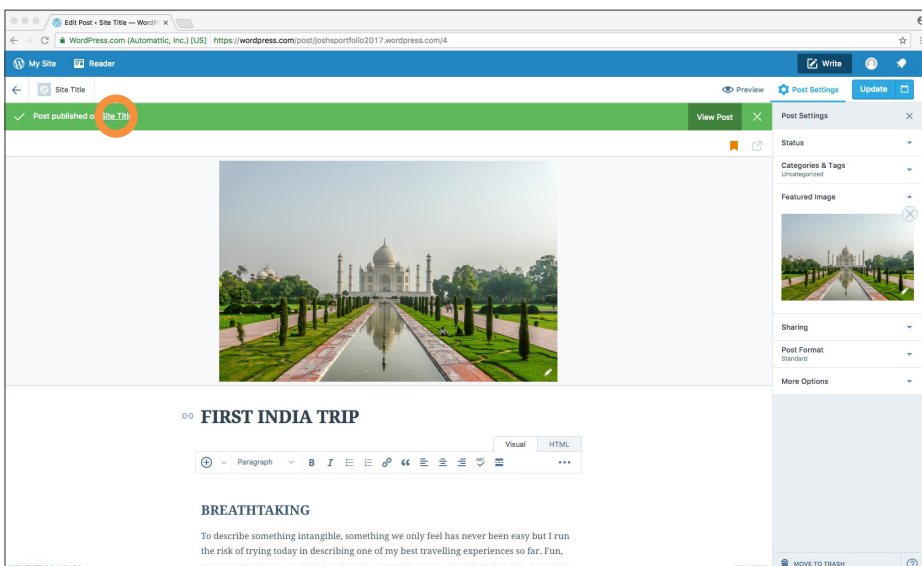 Edit Post ‹ Site Title — WordPr
WordPress.com (Automattic, Inc.) [US] https://wordpress.com/post/joshsportfolio2017.wordpress.com/4
My Site Reader Write
Site Title Preview Post Settings Update
Post published on Site Title View Post
Post Settings
Status
Categories & Tags
Uncategorized
Featured Image
Sharing
Post Format
Standard
More Options
FIRST INDIA TRIP
Visual HTML
Paragraph B I ABC
BREATHTAKING
To describe something intangible, something we only feel has never been easy but I run
the risk of trying today in describing one of my best travelling experiences so far. Fun,
MOVE TO TRASH